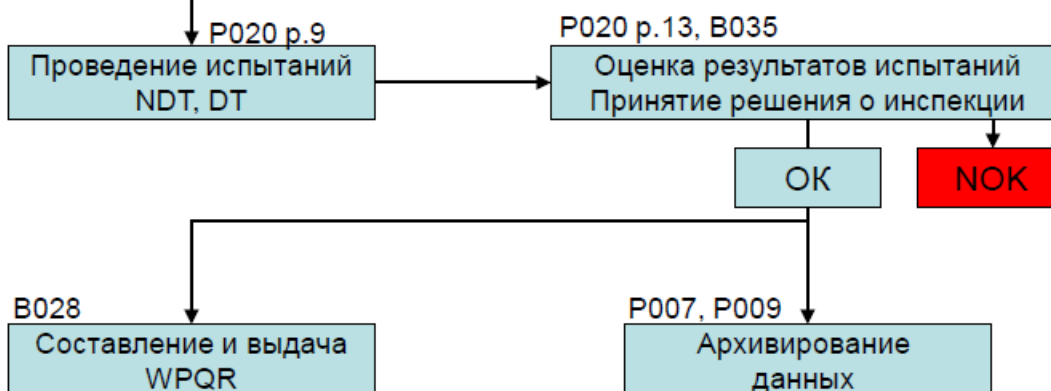 P020 p.9
Проведение испытаний
NDT, DT
P020 p.13, B035
Оценка результатов испытаний
Принятие решения о инспекции
OK
NOK
B028
Составление и выдача
WPQR
P007, P009
Архивирование
данных